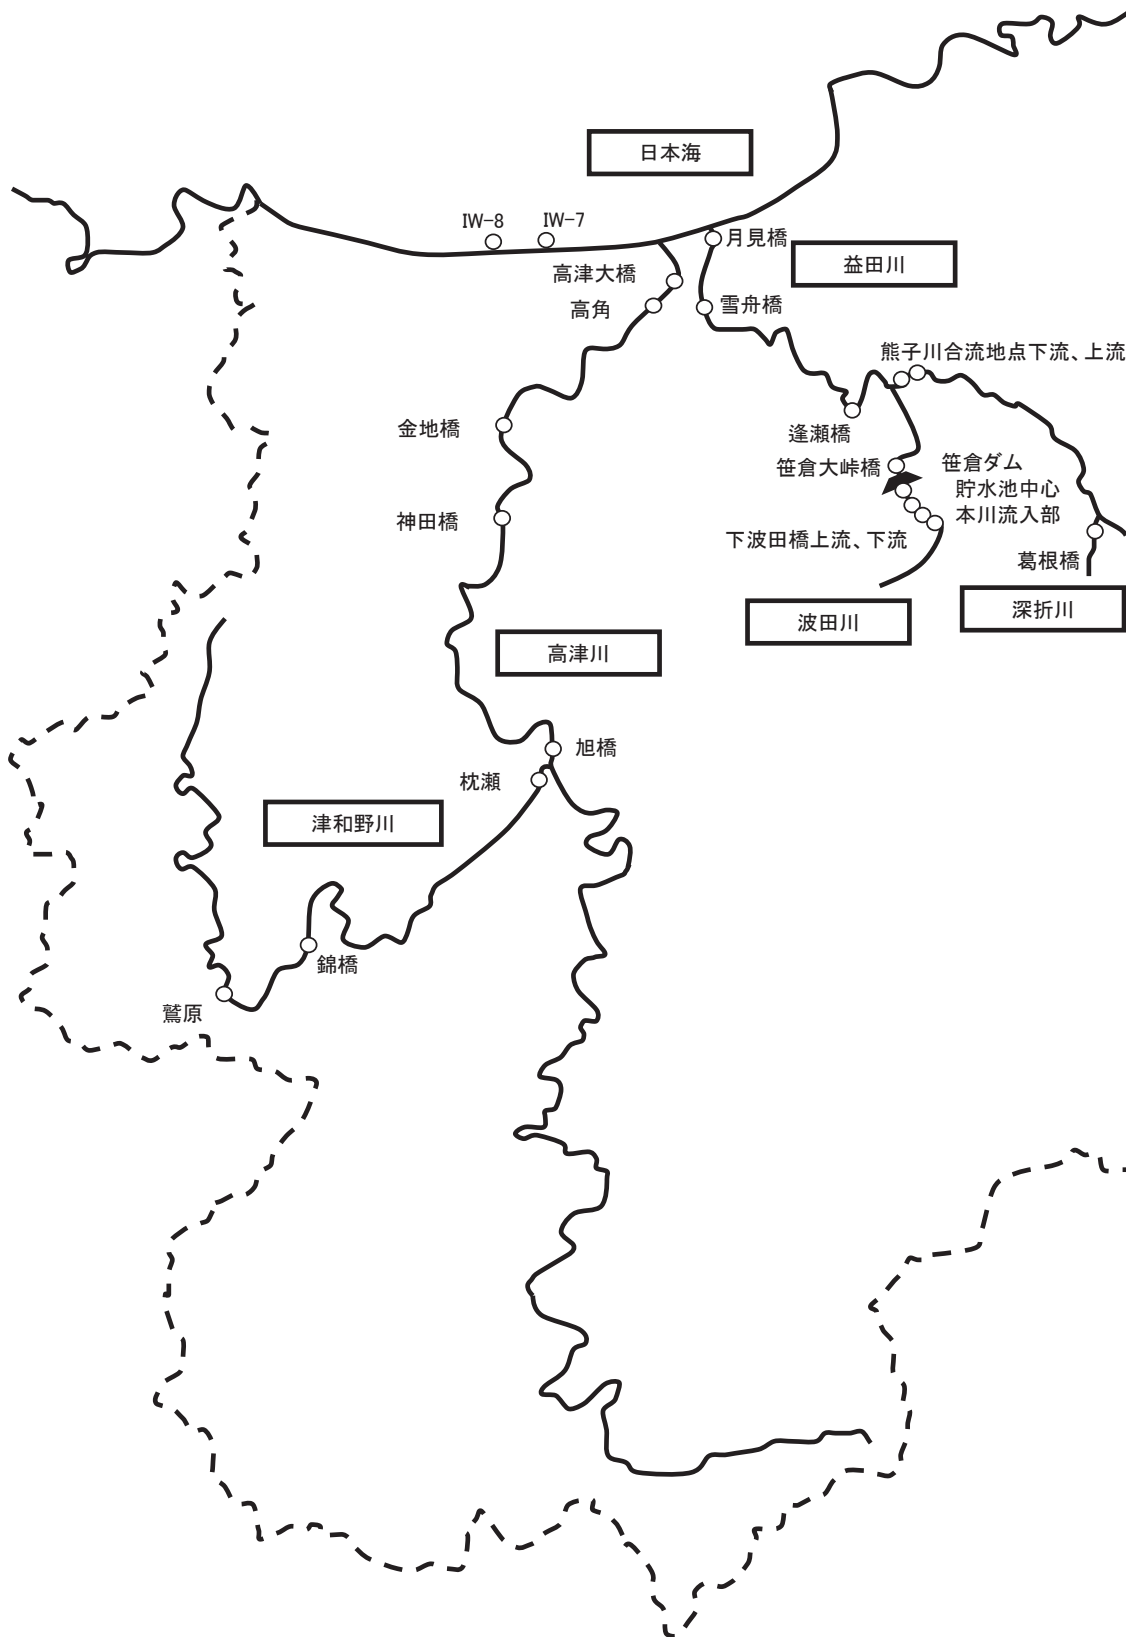 日本海
IW-8
IW-7
月見橋
益田川
高津大橋
高角
雪舟橋
熊子川合流地点下流、上流
金地橋
逢瀬橋
笹倉大峠橋
笹倉ダム
貯水池中心
本川流入部
神田橋
下波田橋上流、下流
葛根橋
波田川
深折川
高津川
旭橋
枕瀬
津和野川
錦橋
鷲原